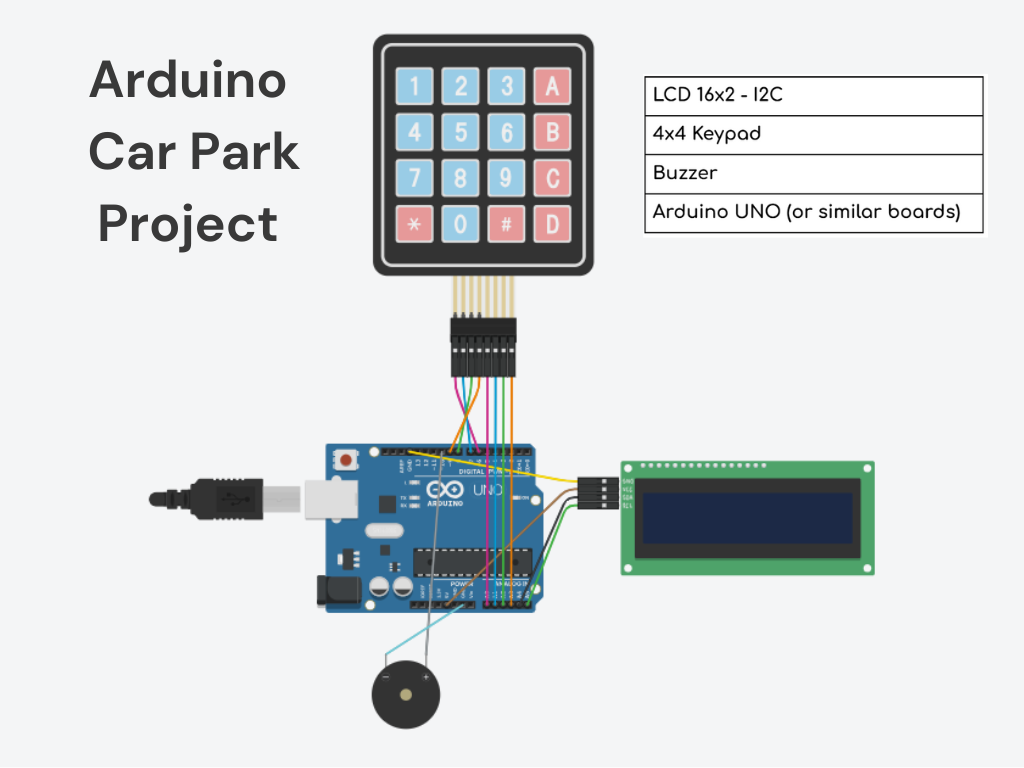 Arduino
Car Park
Project
1 2 3 A
4 5 6 B
7 8 9 C
* 0 # D
LCD 16x2 - I2C
4x4 Keypad
Buzzer
Arduino UNO (or similar boards)
DIGITAL
UNO
ARDUINO
POWER
ANALOG IN
GND
VCC
SDA
SCL
- +